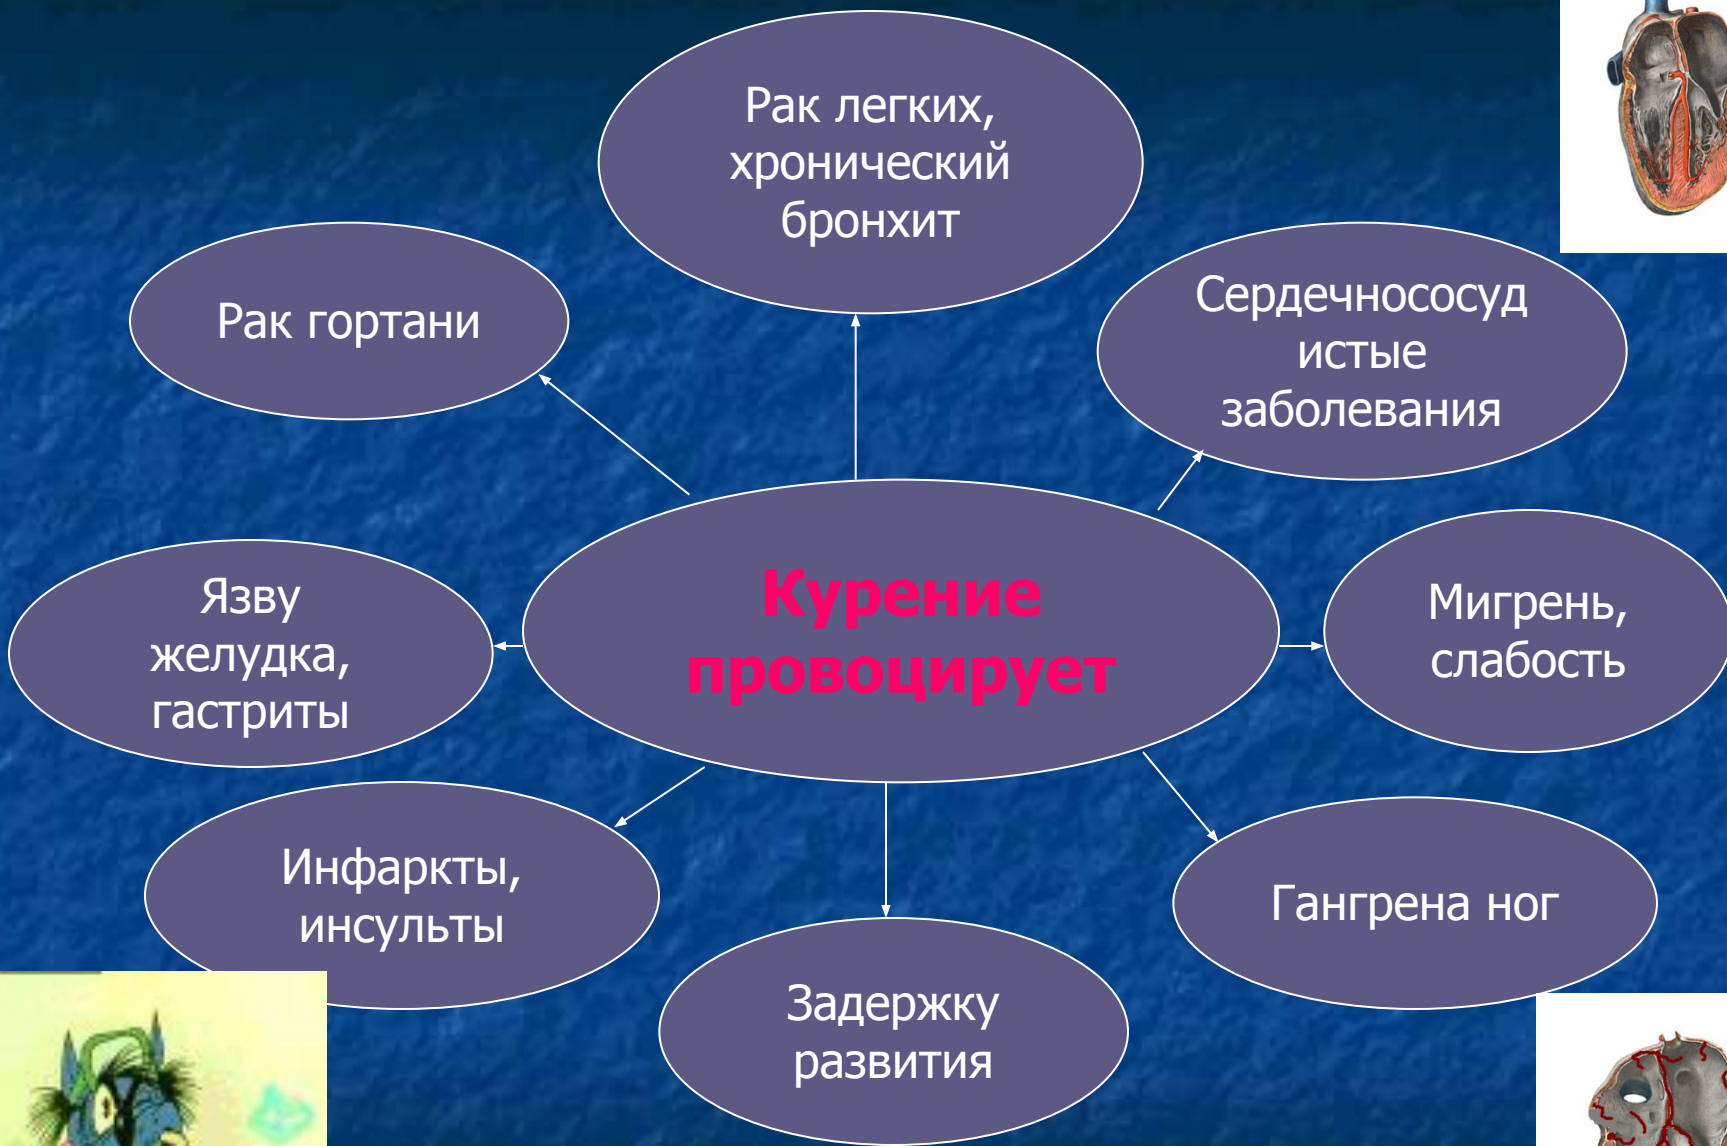 Рак легких,
хронический
бронхит
Рак гортани
Сердечнососуд
истые
заболевания
Курение
провоцирует
Язву
желудка,
гастриты
Мигрень,
слабость
Инфаркты,
инсульты
Гангрена ног
Задержку
развития